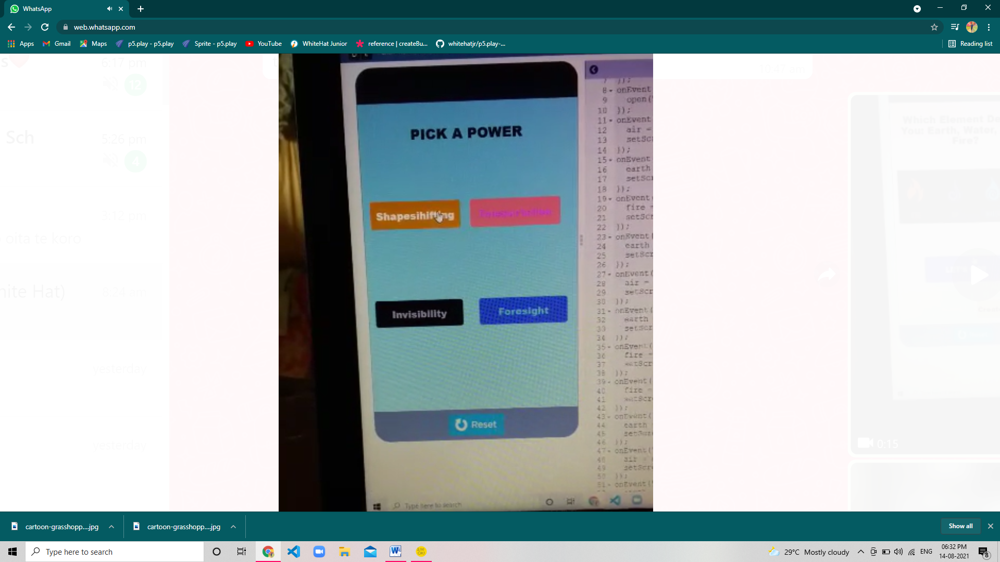 WhatsApp
web.whatsapp.com
Apps
Gmail
Maps
p5.play - p5.play
Sprite - p5.play
YouTube
WhiteHat Junior
reference | createBu...
whitehatjr/p5.play-...
Reading list
6:17 pm
12
Sch
5:26 pm
4
3:12 pm
oita te koro
nite Hat)
8:24 am
yesterday
yesterday
10:47 am
PICK A POWER
Shapesihifting
Invisibility
Foresight
Reset
7 });
8 onEvent
9 open(
10 });
11 onEvent
12 air =
13 setSc
14 });
15 onEvent
16 earth
17 setSc
18 });
19 onEvent
20 fire =
21 setSc
22 });
23 onEvent
24 earth
25 setScr
26 });
27 onEvent(
28 air =
29 setScr
30 });
31 onEvent(
32 earth
33 setScr
34 });
35 onEvent(
36 fire
37 setScr
38 });
39 onEvent(
40 fire
41 setScr
42 });
43 onEvent(
44 earth
45
46 });
47 onEvent(
48 air
49 setScr
50 });
51 onEvent(
Type here to search
Which Element
You: Earth, Water,
Fire?
0:15
cartoon-grasshopp....jpg
cartoon-grasshopp....jpg
Show all
Type here to search
29°C Mostly cloudy
ENG
06:32 PM
14-08-2021
8